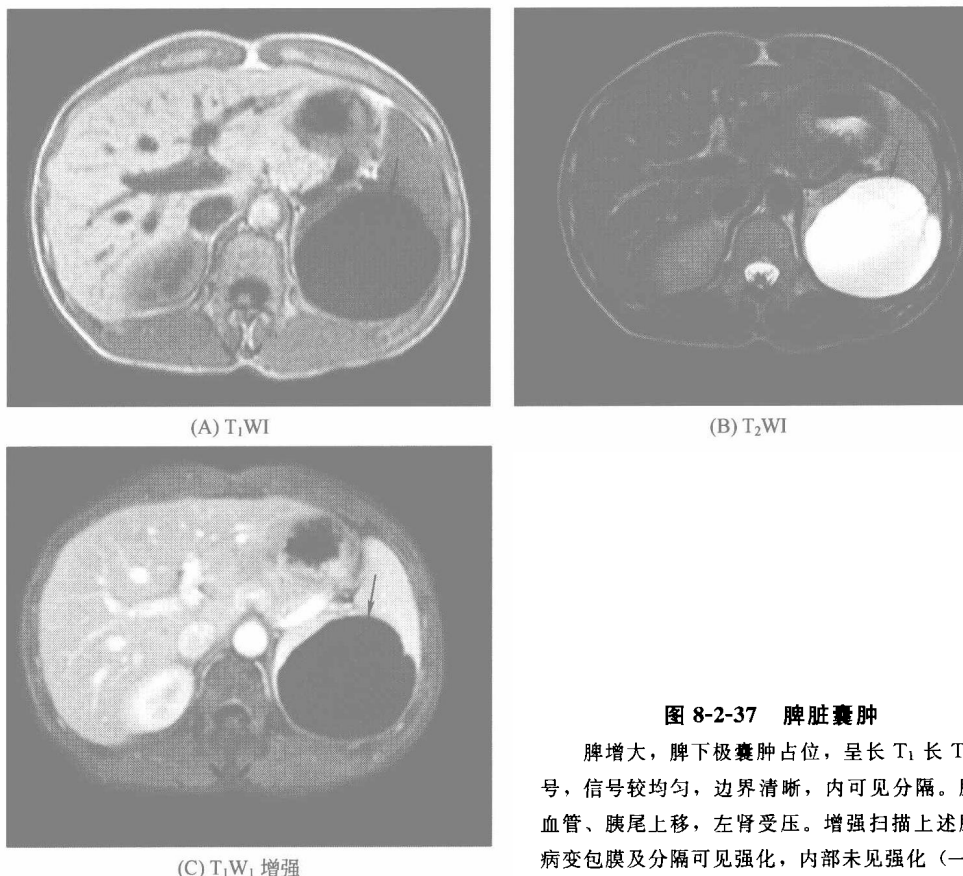 (A) T₁WI
(B) T₂WI
(C) T₁W₁ 增强
图 8-2-37 脾脏囊肿
脾增大，脾下极囊肿占位，呈长 T₁ 长 T
号，信号较均匀，边界清晰，内可见分隔。
血管、胰尾上移，左肾受压。增强扫描上述
病变包膜及分隔可见强化，内部未见强化（一